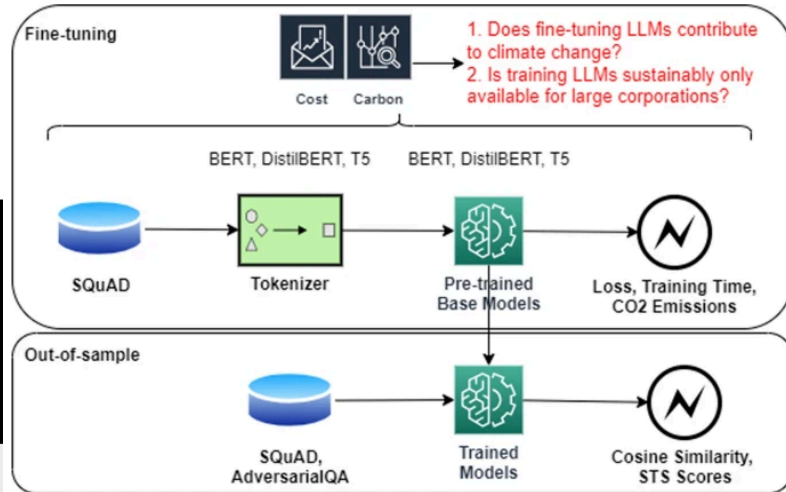 Fine-tuning
1. Does fine-tuning LLMs contribute
to climate change?
2. Is training LLMs sustainably only
available for large corporations?
Cost
Carbon
BERT, DistilBERT, T5
BERT, DistilBERT, T5
SQuAD
Tokenizer
Pre-trained
Base Models
Loss, Training Time,
CO2 Emissions
Out-of-sample
SQuAD,
AdversarialQA
Trained
Models
Cosine Similarity,
STS Scores